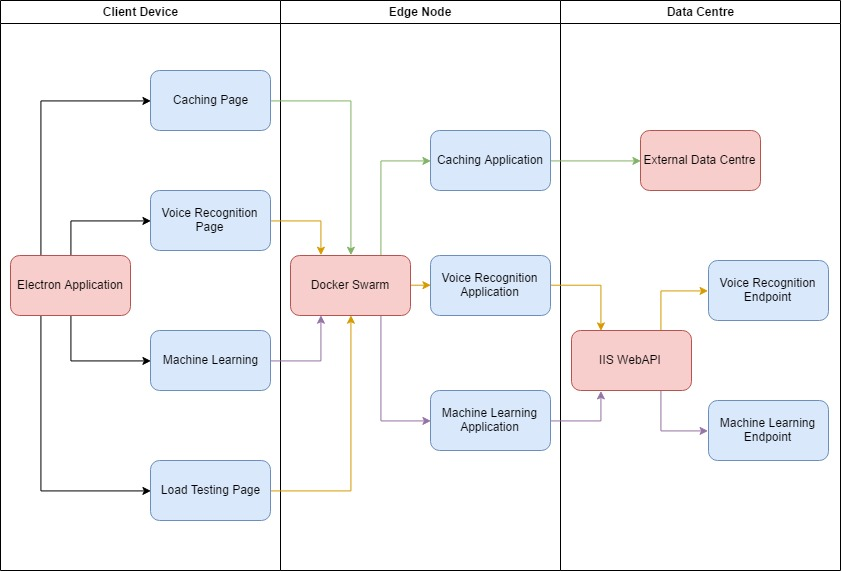 Client Device
Edge Node
Data Centre
Caching Page
Voice Recognition
Page
Electron Application
Machine Learning
Load Testing Page
Caching Application
Docker Swarm
Voice Recognition
Application
Machine Learning
Application
External Data Centre
IIS WebAPI
Voice Recognition
Endpoint
Machine Learning
Endpoint